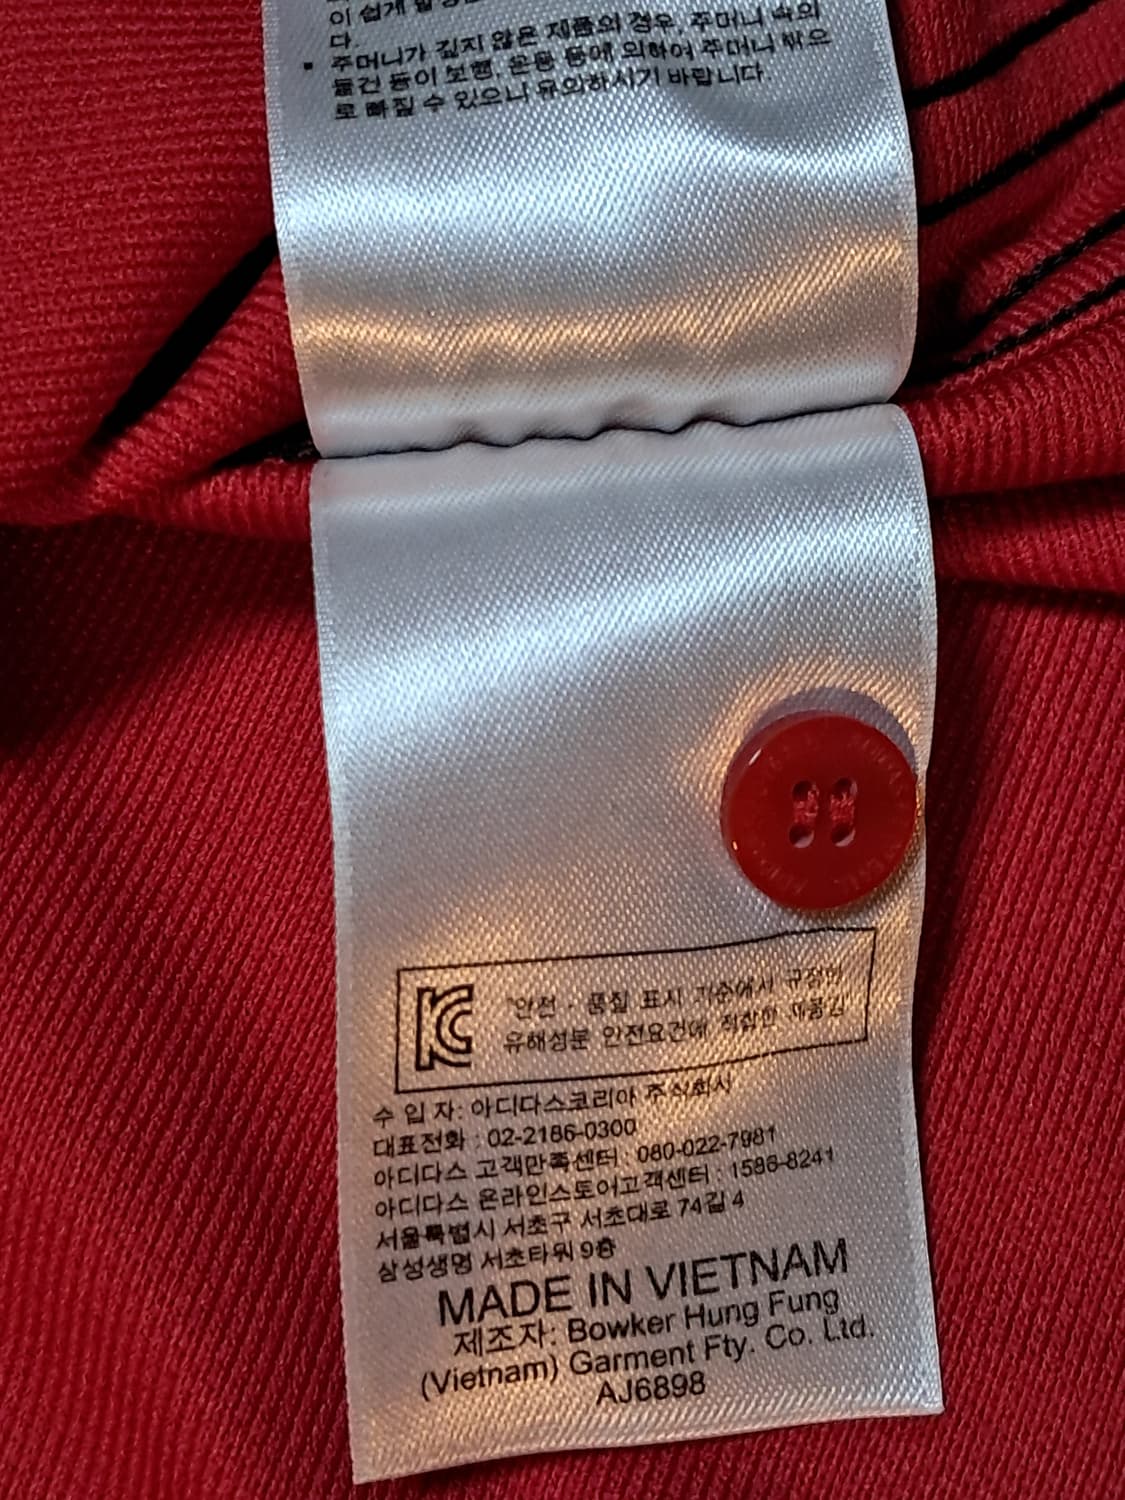 이 쉽게
다.
• 주머니가 깊지 않은 제품의 경우, 주머니 속의
물건 등이 보행, 운동 등에 의하여 주머니 밖으
로 빠질 수 있으니 유의하시기 바랍니다.
"안전 · 품질 표시 기준에서 규정한
유해성분 안전요건에 적합한 제품임"
수 입 자: 아디다스코리아 주식회사
대표전화 : 02-2186-0300
아디다스 고객만족센터 : 080-022-7981
아디다스 온라인스토어고객센터 : 1586-8241
서울특별시 서초구 서초대로 74길 4
삼성생명 서초타워 9층
MADE IN VIETNAM
제조자: Bowker Hung Fung
(Vietnam) Garment Fty. Co. Ltd.
AJ6898